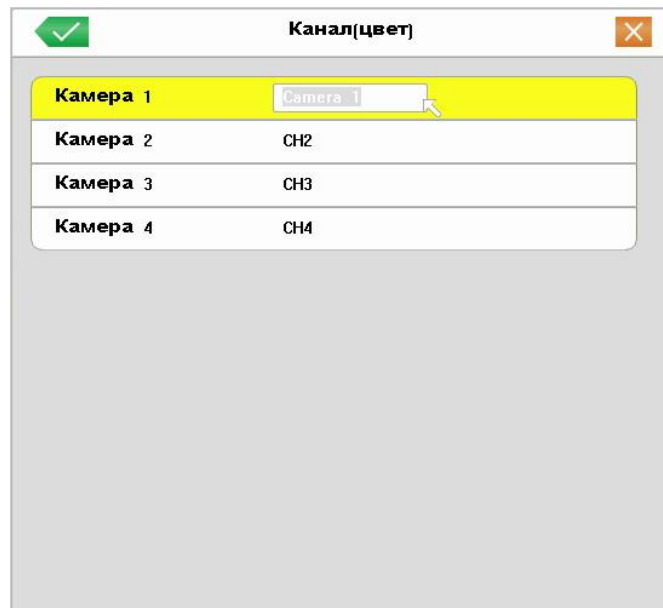 Канал(цвет)
Камера 1 Camera 1
Камера 2 CH2
Камера 3 CH3
Камера 4 CH4